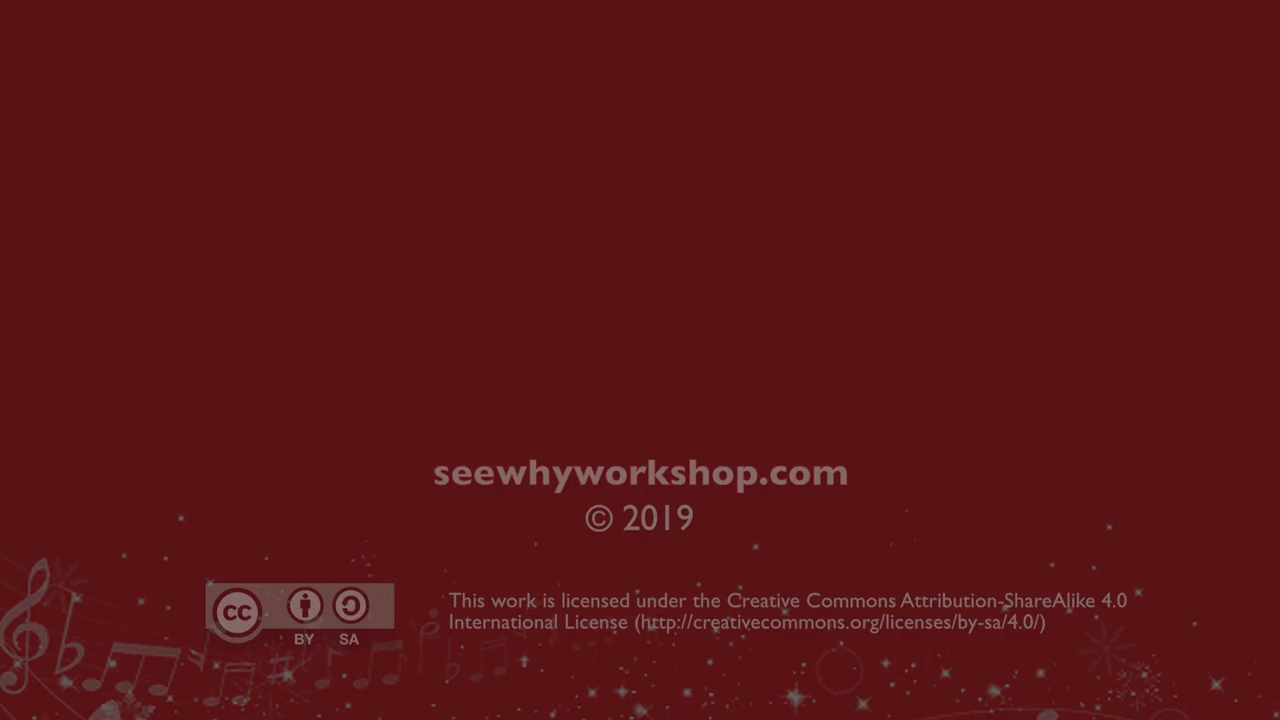 seewhyworkshop.com
© 2019
cc BY SA
This work is licensed under the Creative Commons Attribution-ShareAlike 4.0
International License (http://creativecommons.org/licenses/by-sa/4.0/)